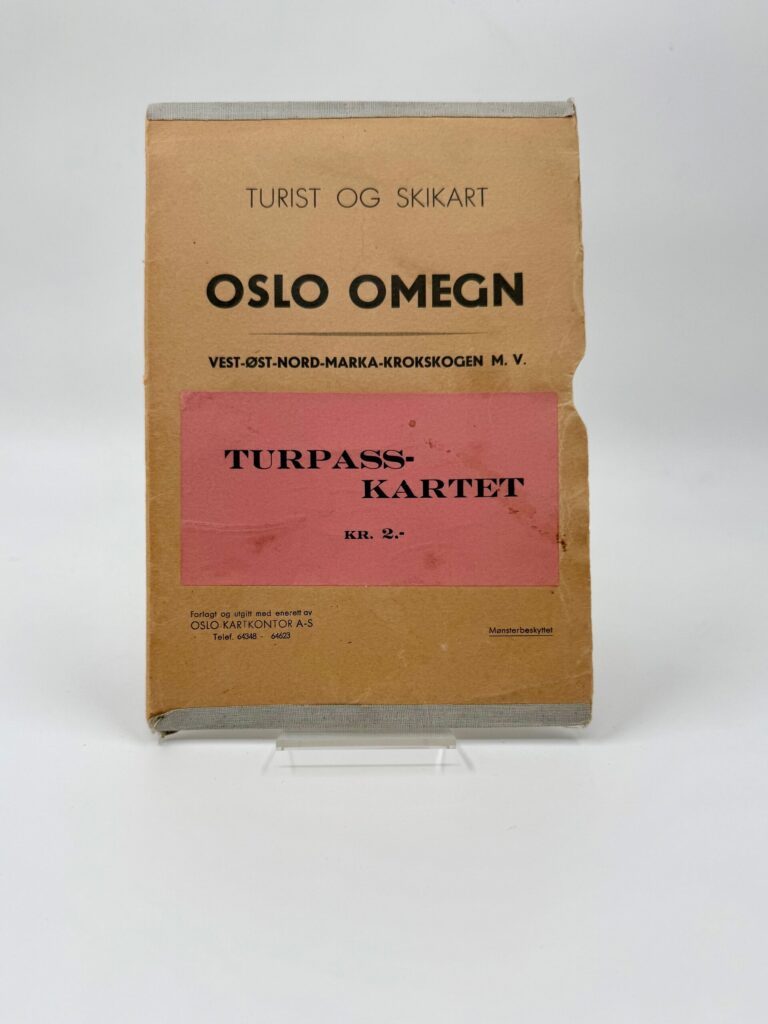 TURIST OG SKIKART
OSLO OMEGN
VEST-ØST-NORD-MARKA-KROKSKOGEN M. V.
TURPASS-
KARTET
KR. 2.-
Forlagt og utgitt med enerett av
OSLO KARTKONTOR A-S
Telef. 64348 - 64623
Mønsterbeskyttet